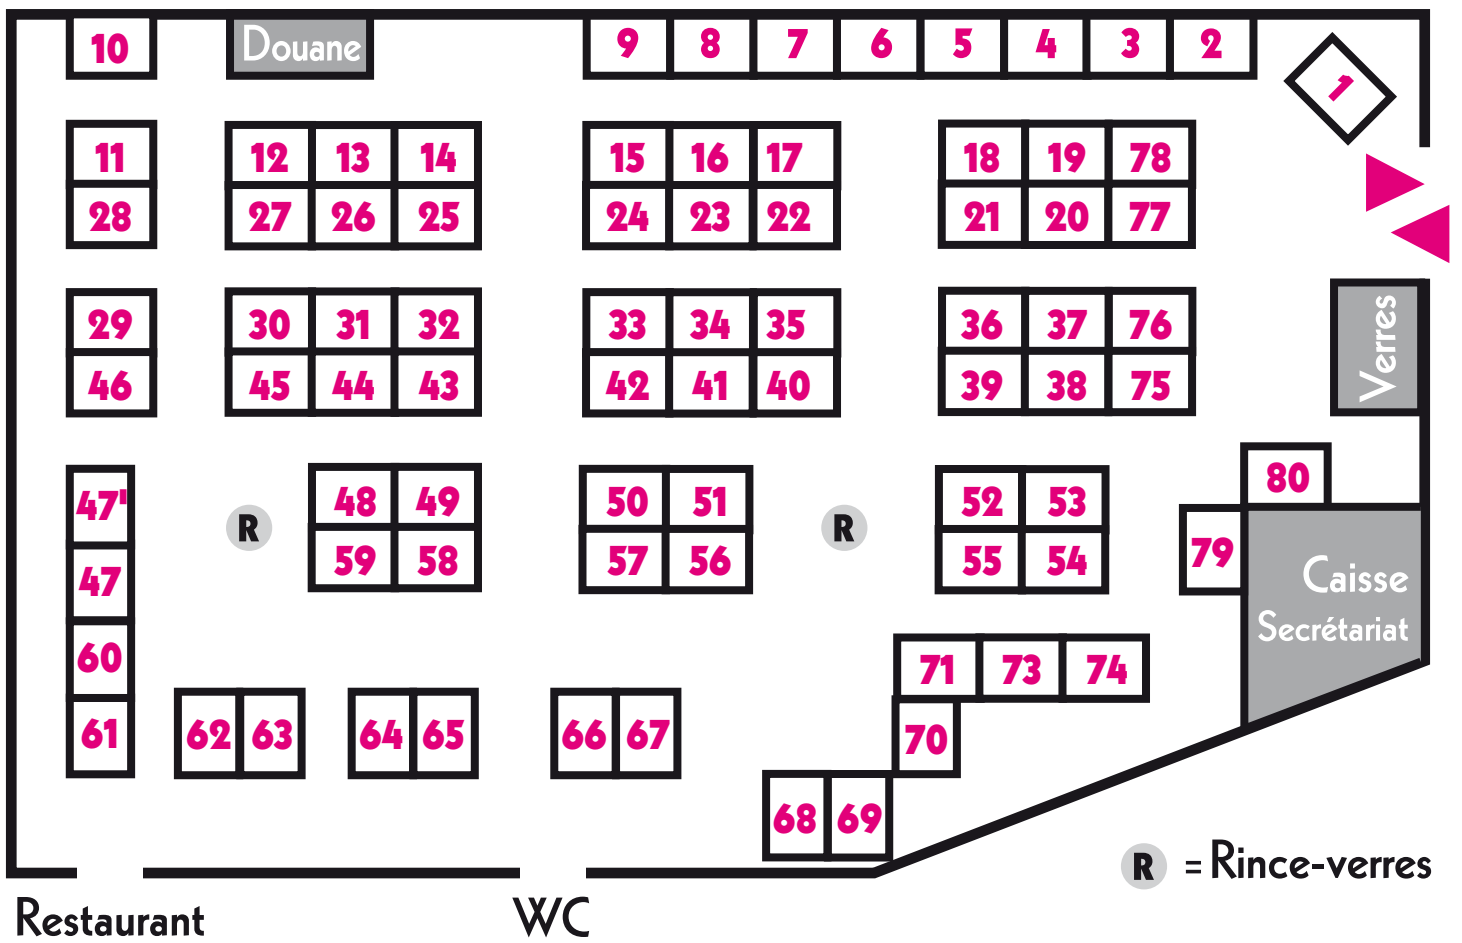 10 Douane 9 8 7 6 5 4 3 2
1
11 12 13 14 15 16 17 18 19 78
28 27 26 25 24 23 22 21 20 77
29 30 31 32 33 34 35 36 37 76
Verres
46 45 44 43 42 41 40 39 38 75
80
47' 48 49 50 51 52 53
R R
79
47 59 58 57 56 55 54
Caisse
Secrétariat
60 71 73 74
61 62 63 64 65 66 67 70
68 69
R = Rince-verres
Restaurant WC